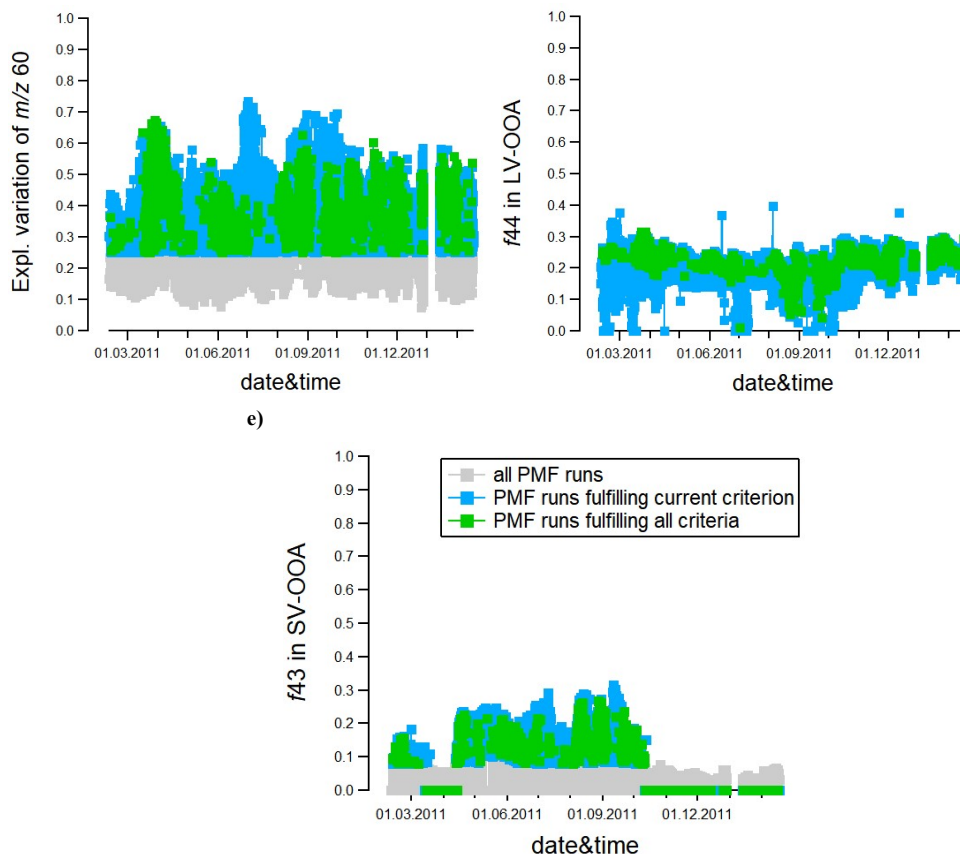 Expl. variation of m/z 60
1.0
0.9
0.8
0.7
0.6
0.5
0.4
0.3
0.2
0.1
0.0
01.03.2011 01.06.2011 01.09.2011 01.12.2011
date&time
f44 in LV-OOA
1.0
0.9
0.8
0.7
0.6
0.5
0.4
0.3
0.2
0.1
0.0
01.03.2011 01.06.2011 01.09.2011 01.12.2011
date&time
e)
f43 in SV-OOA
1.0
0.9
0.8
0.7
0.6
0.5
0.4
0.3
0.2
0.1
0.0
all PMF runs
PMF runs fulfilling current criterion
PMF runs fulfilling all criteria
01.03.2011 01.06.2011 01.09.2011 01.12.2011
date&time